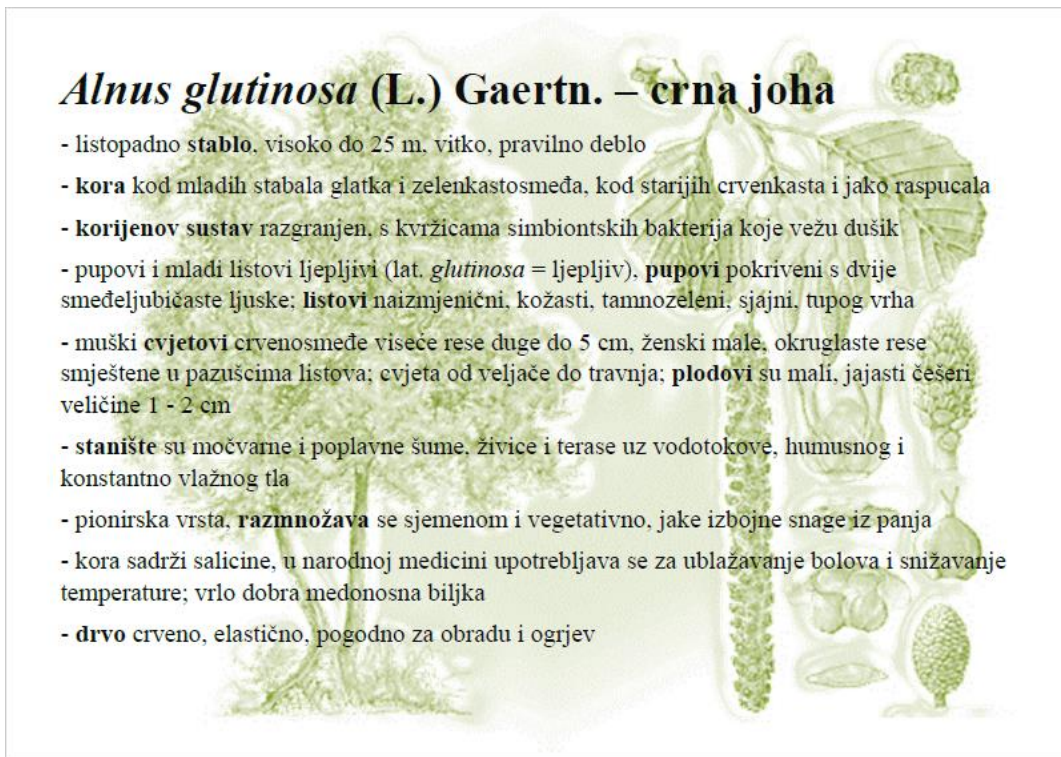 Alnus glutinosa (L.) Gaertn. – crna joha
- listopadno stablo, visoko do 25 m, vitko, pravilno deblo
- kora kod mladih stabala glatka i zelenkastosmeđa, kod starijih crvenkasta i jako raspucala
- korijenov sustav razgranjen, s kvržicama simbiontskih bakterija koje vežu dušik
- pupovi i mladi listovi ljepljivi (lat. glutinosa = ljepljiv), pupovi pokriveni s dvije
smeđeljubičaste ljuske; listovi naizmjenični, kožasti, tamnozeleni, sjajni, tupog vrha
- muški cvjetovi crvenosmeđe viseće rese duge do 5 cm, ženski male, okruglaste rese
smještene u pazušcima listova; cvjeta od veljače do travnja; plodovi su mali, jajasti češeri
veličine 1 - 2 cm
- stanište su močvarne i poplavne šume, živice i terase uz vodotokove, humusnog i
konstantno vlažnog tla
- pionirska vrsta, razmnožava se sjemenom i vegetativno, jake izbojne snage iz panja
- kora sadrži salicine, u narodnoj medicini upotrebljava se za ublažavanje bolova i snižavanje
temperature; vrlo dobra medonosna biljka
- drvo crveno, elastično, pogodno za obradu i ogrjev